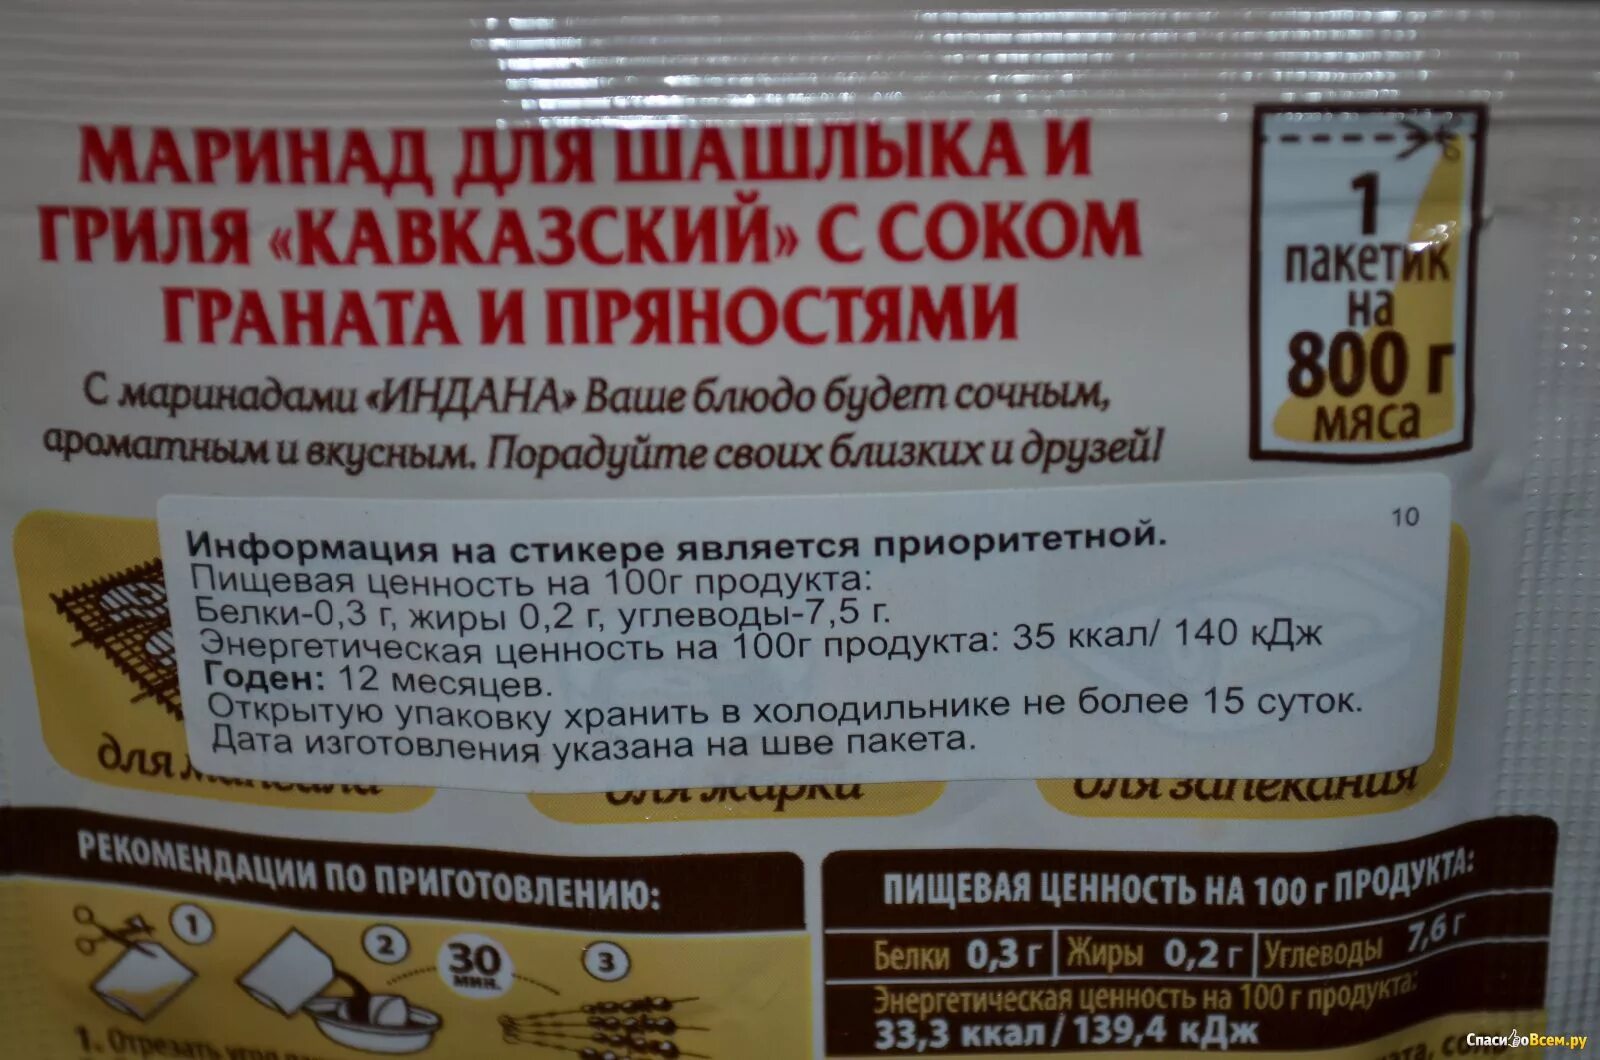 МАРИНАД ДЛЯ ШАШЛЫКА И
ГРИЛЯ «КАВКАЗСКИЙ» С СОКОМ
ГРАНАТА И ПРЯНОСТЯМИ
С маринадами «ИНДАНА» Ваше блюдо будет сочным,
ароматным и вкусным. Порадуйте своих близких и друзей!
1
пакетик
на
800 г
мяса
10
Информация на стикере является приоритетной.
Пищевая ценность на 100г продукта:
Белки-0,3 г, жиры 0,2 г, углеводы-7,5 г.
Энергетическая ценность на 100г продукта: 35 ккал/ 140 кДж
Годен: 12 месяцев.
Открытую упаковку хранить в холодильнике не более 15 суток.
Дата изготовления указана на шве пакета.
для мангала
для жарки
для запекания
РЕКОМЕНДАЦИИ ПО ПРИГОТОВЛЕНИЮ:
1
2
30
мин.
3
1. Отрезать
ПИЩЕВАЯ ЦЕННОСТЬ НА 100 г ПРОДУКТА:
Белки 0,3 г Жиры 0,2 г Углеводы 7,6 г
Энергетическая ценность на 100 г продукта:
33,3 ккал / 139,4 кДж
СпасибоВсем.ру